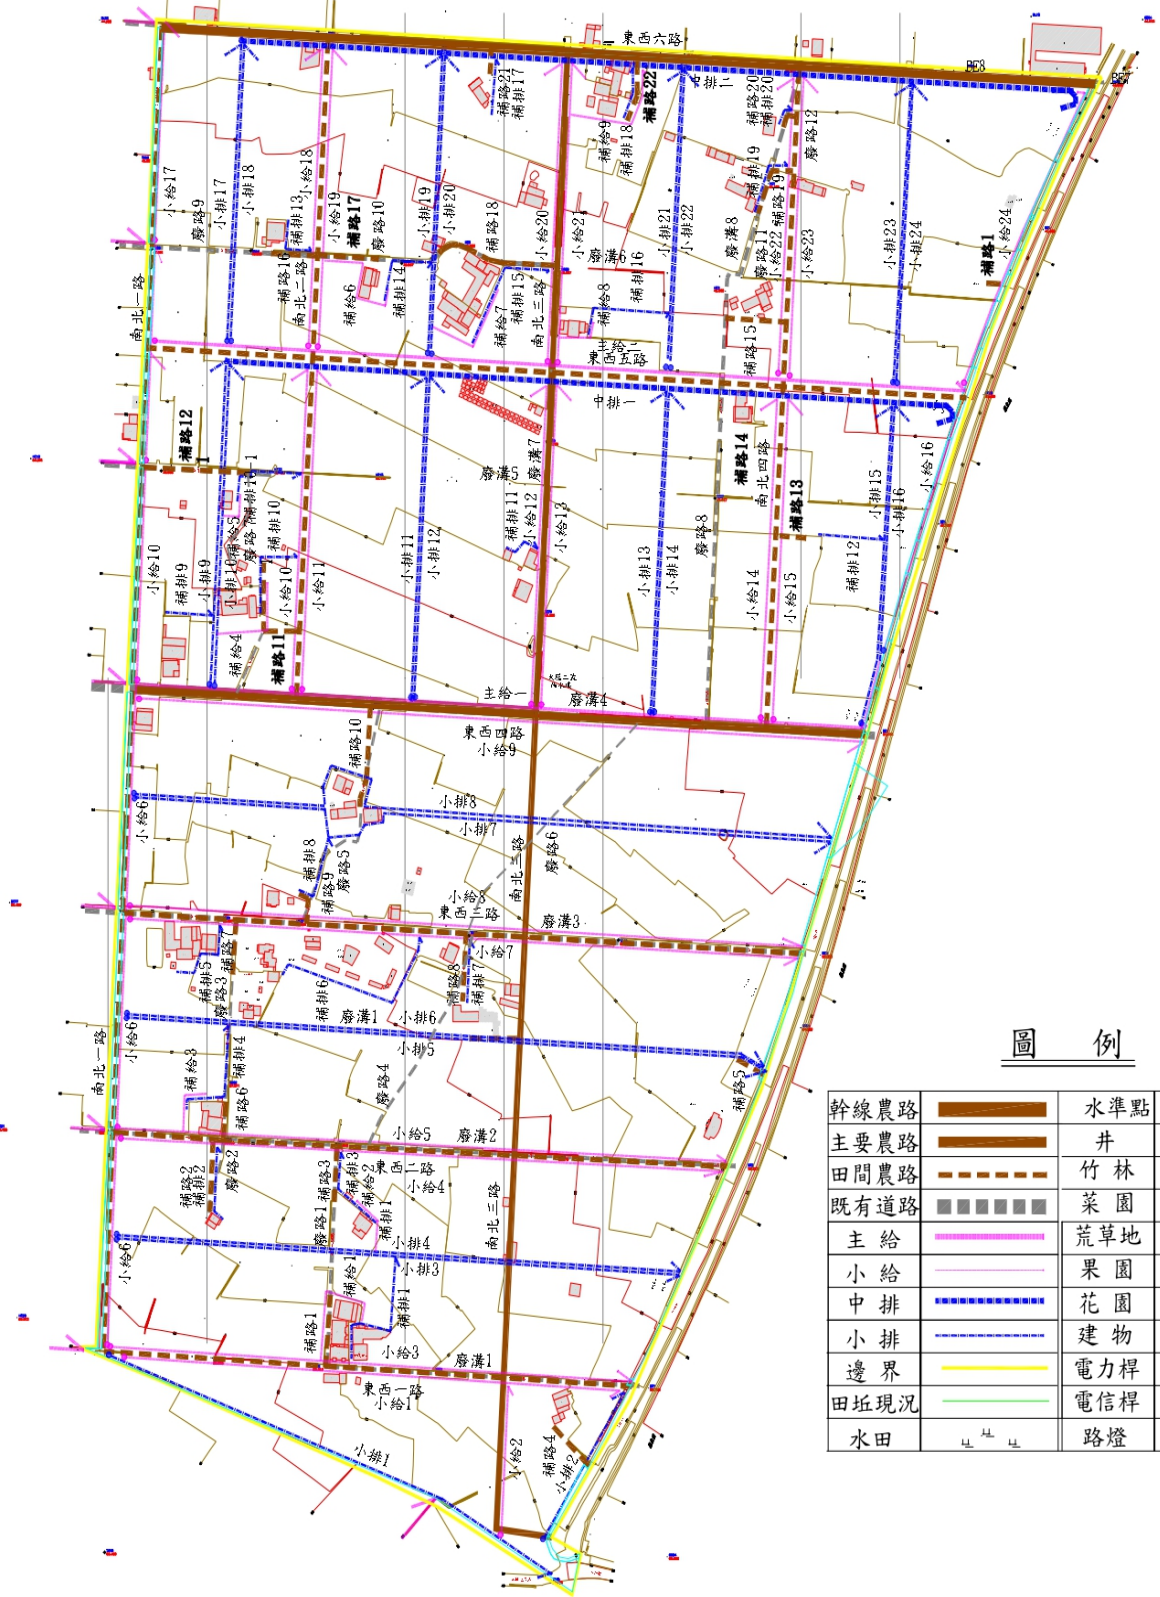 東西六路
中排二
補路21
補排17
補路22
補給9
補排18
補路20
補排20
廢路12
補排19
補路19
小給17
廢路9
小排17
小排18
補排13
小給18
小給19
補路17
廢路10
小排19
小排20
補路18
小給20
小給21
廢溝6
補排16
小排21
小排22
廢溝8
廢路11
小給22
小給23
小排23
小排24
補路1
小給24
南北一路
補路16
南北二路
補給6
補排14
補給7
補排15
南北三路
補給8
主給二
東西五路
補路15
中排一
補路12
廢溝5
廢溝7
補路14
南北四路
補路13
小排15
小排16
小給16
小給10
補排9
小排9
小排10
補給5
補排10
小給10
小給11
補給4
補路11
小排11
小排12
補排11
小給12
小給13
小排13
小排14
廢路8
小給14
小給15
補排12
主給一
廢溝4
東西四路
小給9
補路10
小給6
小排8
小排7
補排8
補路9
廢路5
南北三路
廢路6
小給8
東西三路
廢溝3
小給7
補排5
廢路3
補路7
補排6
廢溝1
小排6
小排5
補路8
補排7
南北一路
小給6
補給3
補排4
補路6
廢路4
補路5
小給5
廢溝2
東西二路
小給4
補路2
補排2
廢路2
補路3
補排3
補給2
補排1
廢路1
南北三路
小給6
小排4
小排3
補給1
補排1
補路1
小給3
廢溝1
東西一路
小給1
小排1
小給2
補路4
小排2
圖 例
幹線農路 水準點
主要農路 井
田間農路 竹林
既有道路 菜園
主給 荒草地
小給 果園
中排 花園
小排 建物
邊界 電力桿
田坵現況 電信桿
水田 路燈